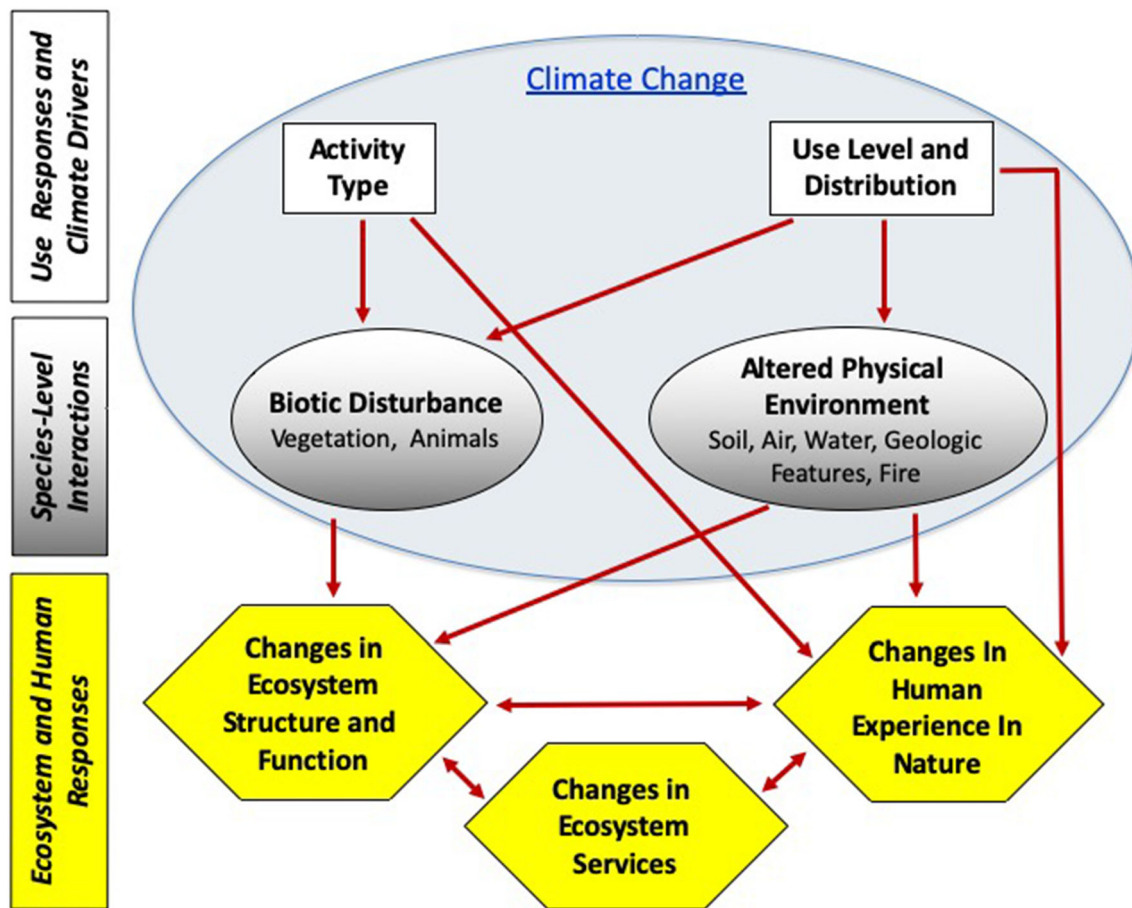 Use Responses and
Climate Drivers
Climate Change
Activity
Type
Use Level and
Distribution
Species-Level
Interactions
Biotic Disturbance
Vegetation, Animals
Altered Physical
Environment
Soil, Air, Water, Geologic
Features, Fire
Ecosystem and Human
Responses
Changes in
Ecosystem
Structure and
Function
Changes In
Human
Experience In
Nature
Changes in
Ecosystem
Services